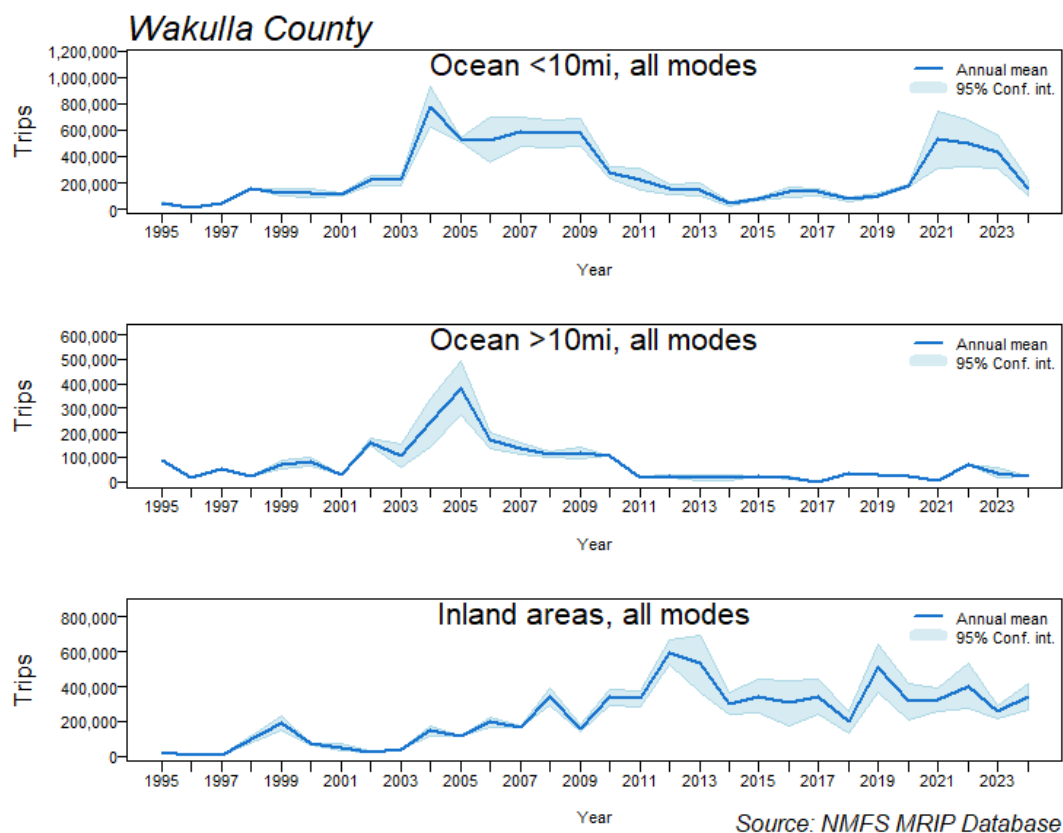 Wakulla County
Ocean <10mi, all modes
Annual mean
95% Conf. int.
Trips
1,200,000
1,000,000
800,000
600,000
400,000
200,000
0
1995 1997 1999 2001 2003 2005 2007 2009 2011 2013 2015 2017 2019 2021 2023
Year
Ocean >10mi, all modes
Annual mean
95% Conf. int.
Trips
600,000
500,000
400,000
300,000
200,000
100,000
0
1995 1997 1999 2001 2003 2005 2007 2009 2011 2013 2015 2017 2019 2021 2023
Year
Inland areas, all modes
Annual mean
95% Conf. int.
Trips
800,000
600,000
400,000
200,000
0
1995 1997 1999 2001 2003 2005 2007 2009 2011 2013 2015 2017 2019 2021 2023
Year
Source: NMFS MRIP Database